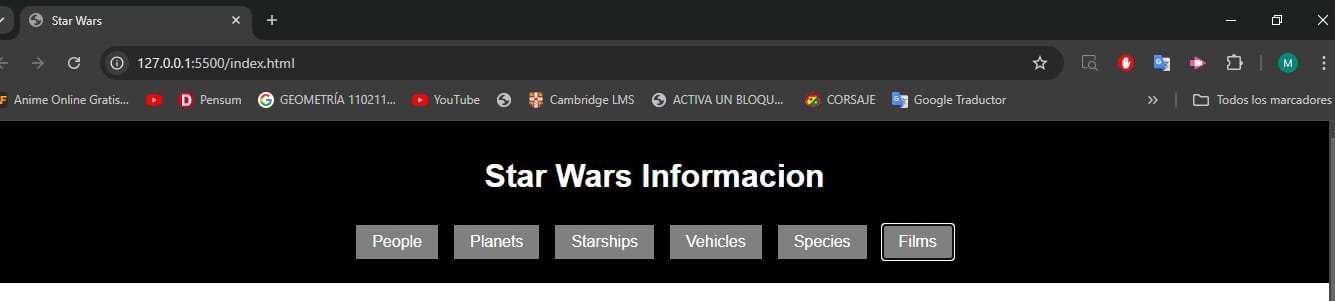 Star Wars
127.0.0.1:5500/index.html
M
Anime Online Gratis... Pensum GEOMETRÍA 110211... YouTube Cambridge LMS ACTIVA UN BLOQU... CORSAJE Google Traductor Todos los marcadores
Star Wars Informacion
People Planets Starships Vehicles Species Films